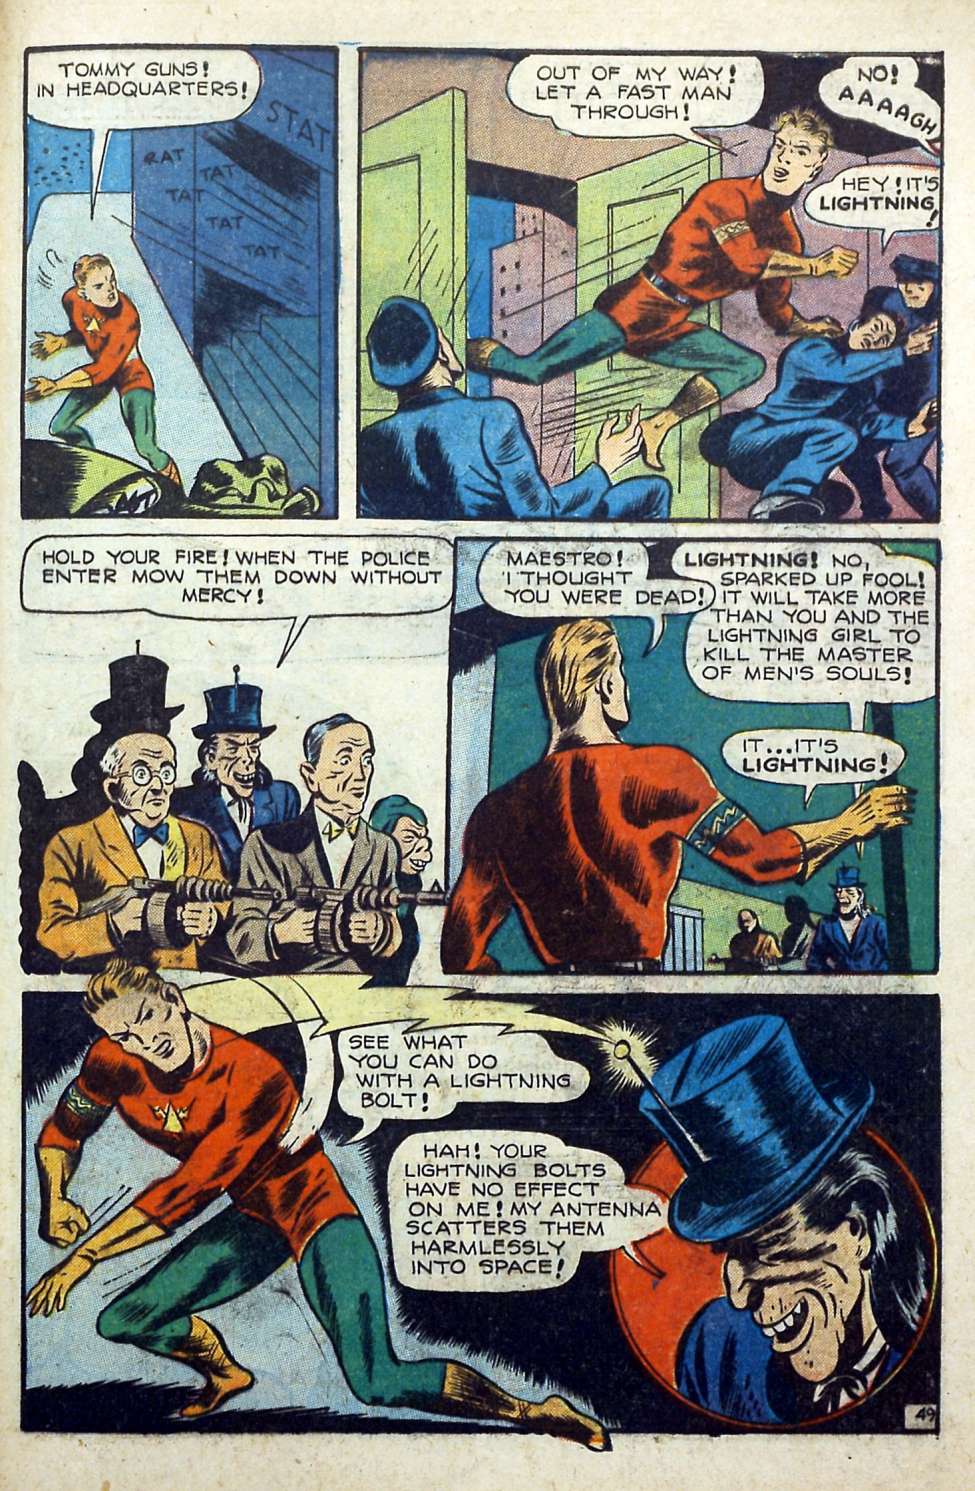 TOMMY GUNS!
IN HEADQUARTERS!
STAT
RAT
TAT
TAT
TAT
TAT
OUT OF MY WAY!
LET A FAST MAN
THROUGH!
NO!
AAAAGH
HEY! IT'S
LIGHTNING!
HOLD YOUR FIRE! WHEN THE POLICE
ENTER MOW THEM DOWN WITHOUT
MERCY!
MAESTRO!
I THOUGHT
YOU WERE DEAD!
LIGHTNING! NO,
SPARKED UP FOOL!
IT WILL TAKE MORE
THAN YOU AND THE
LIGHTNING GIRL TO
KILL THE MASTER
OF MEN'S SOULS!
IT...IT'S
LIGHTNING!
SEE WHAT
YOU CAN DO
WITH A LIGHTNING
BOLT!
HAH! YOUR
LIGHTNING BOLTS
HAVE NO EFFECT
ON ME! MY ANTENNA
SCATTERS THEM
HARMLESSLY
INTO SPACE!
49